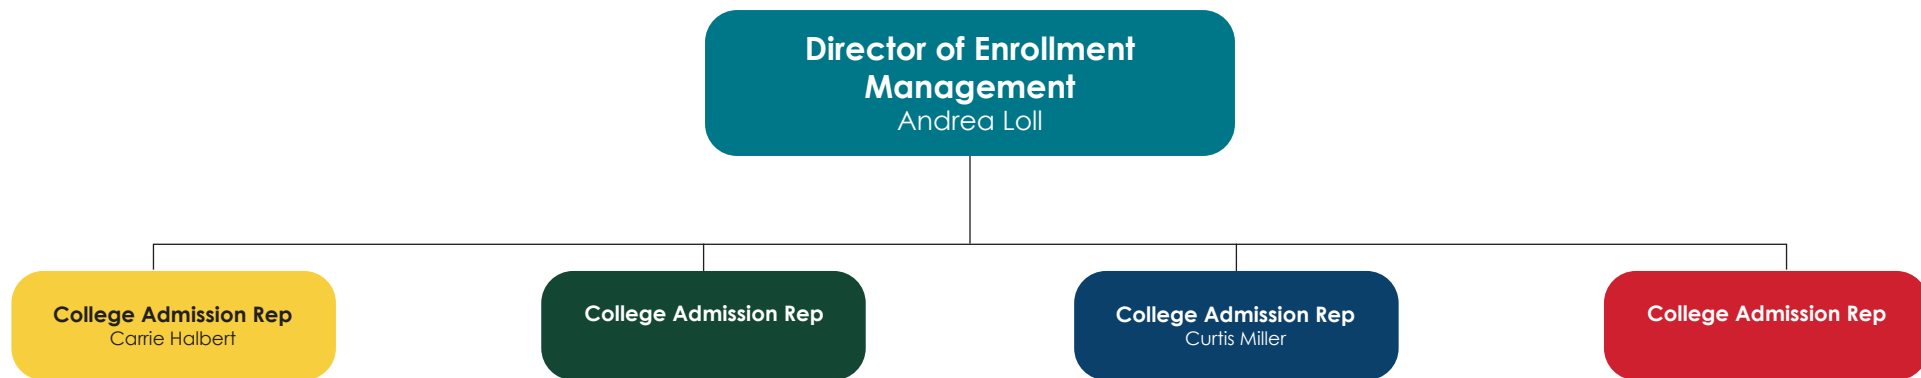 Director of Enrollment
Management
Andrea Loll
College Admission Rep
Carrie Halbert
College Admission Rep
College Admission Rep
Curtis Miller
College Admission Rep